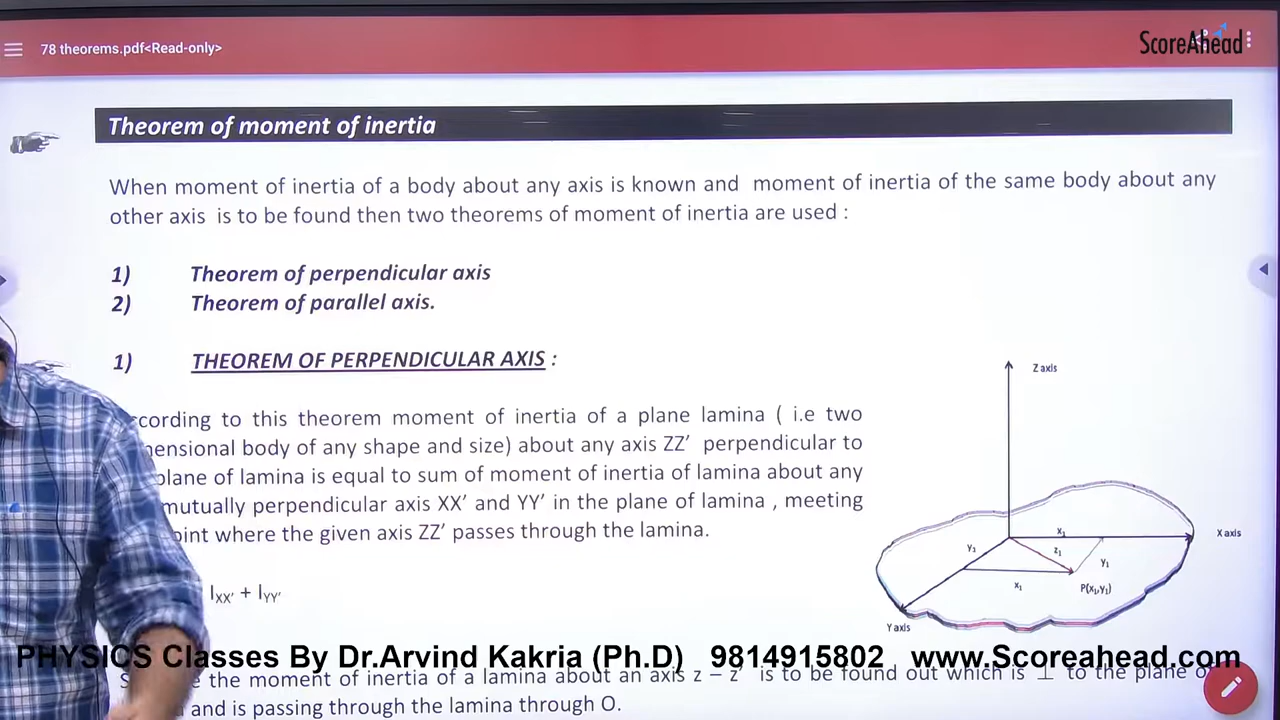 78 theorems.pdf<Read-only>
ScoreAhead
Theorem of moment of inertia
When moment of inertia of a body about any axis is known and moment of inertia of the same body about any
other axis is to be found then two theorems of moment of inertia are used :
1) Theorem of perpendicular axis
2) Theorem of parallel axis.
1) THEOREM OF PERPENDICULAR AXIS :
ccording to this theorem moment of inertia of a plane lamina ( i.e two
mensional body of any shape and size) about any axis ZZ’ perpendicular to
plane of lamina is equal to sum of moment of inertia of lamina about any
mutually perpendicular axis XX’ and YY’ in the plane of lamina , meeting
oint where the given axis ZZ’ passes through the lamina.
I_XX’ + I_YY’
Z axis
X axis
x₁
Y₁
z₁
Y₁
x₁
P(x₁,y₁)
Y axis
PHYSICS Classes By Dr.Arvind Kakria (Ph.D) 9814915802 www.Scoreahead.com
the moment of inertia of a lamina about an axis z – z’ is to be found out which is ⊥ to the plane o
and is passing through the lamina through O.